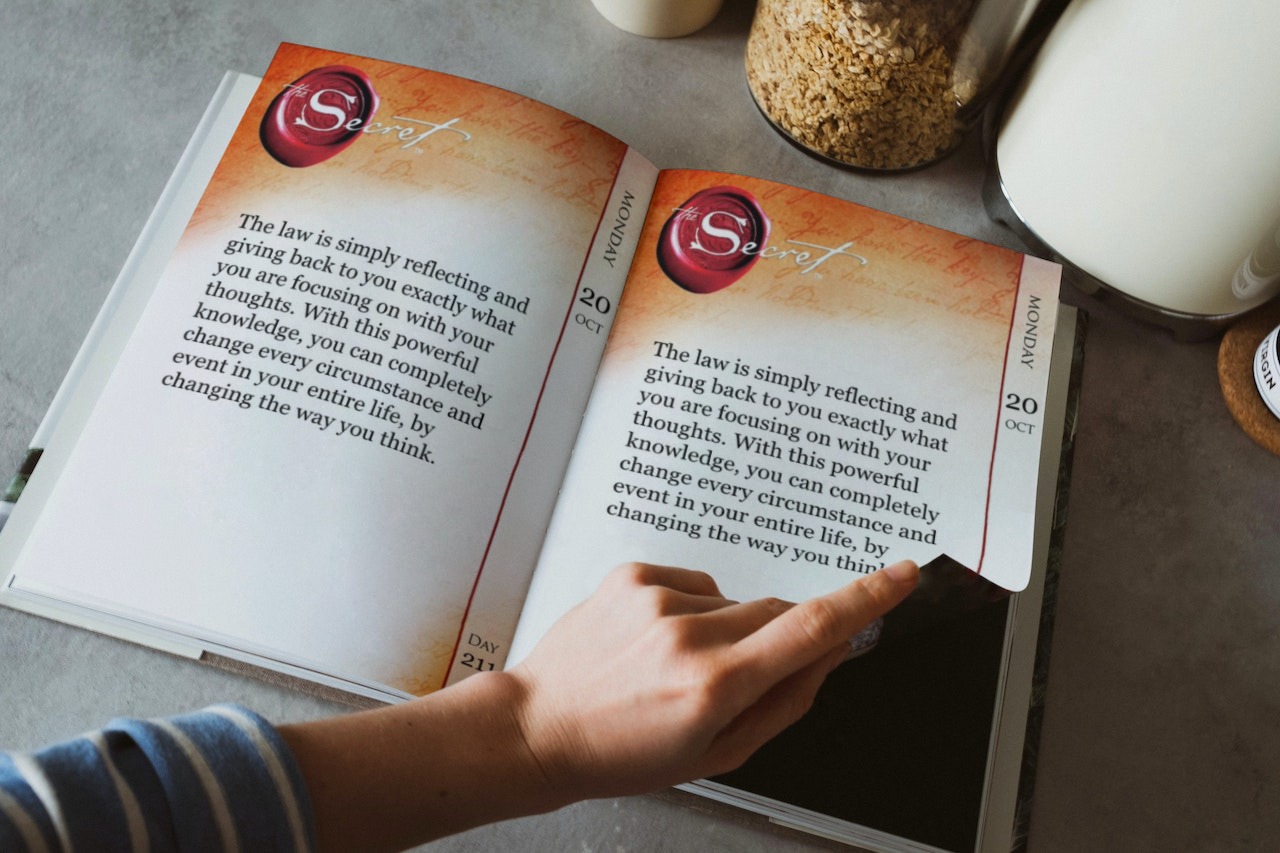 the Secret
The law is simply reflecting and
giving back to you exactly what
you are focusing on with your
thoughts. With this powerful
knowledge, you can completely
change every circumstance and
event in your entire life, by
changing the way you think.
MONDAY
20
OCT
DAY
211
the Secret
The law is simply reflecting and
giving back to you exactly what
you are focusing on with your
thoughts. With this powerful
knowledge, you can completely
change every circumstance and
event in your entire life, by
changing the way you think
MONDAY
20
OCT